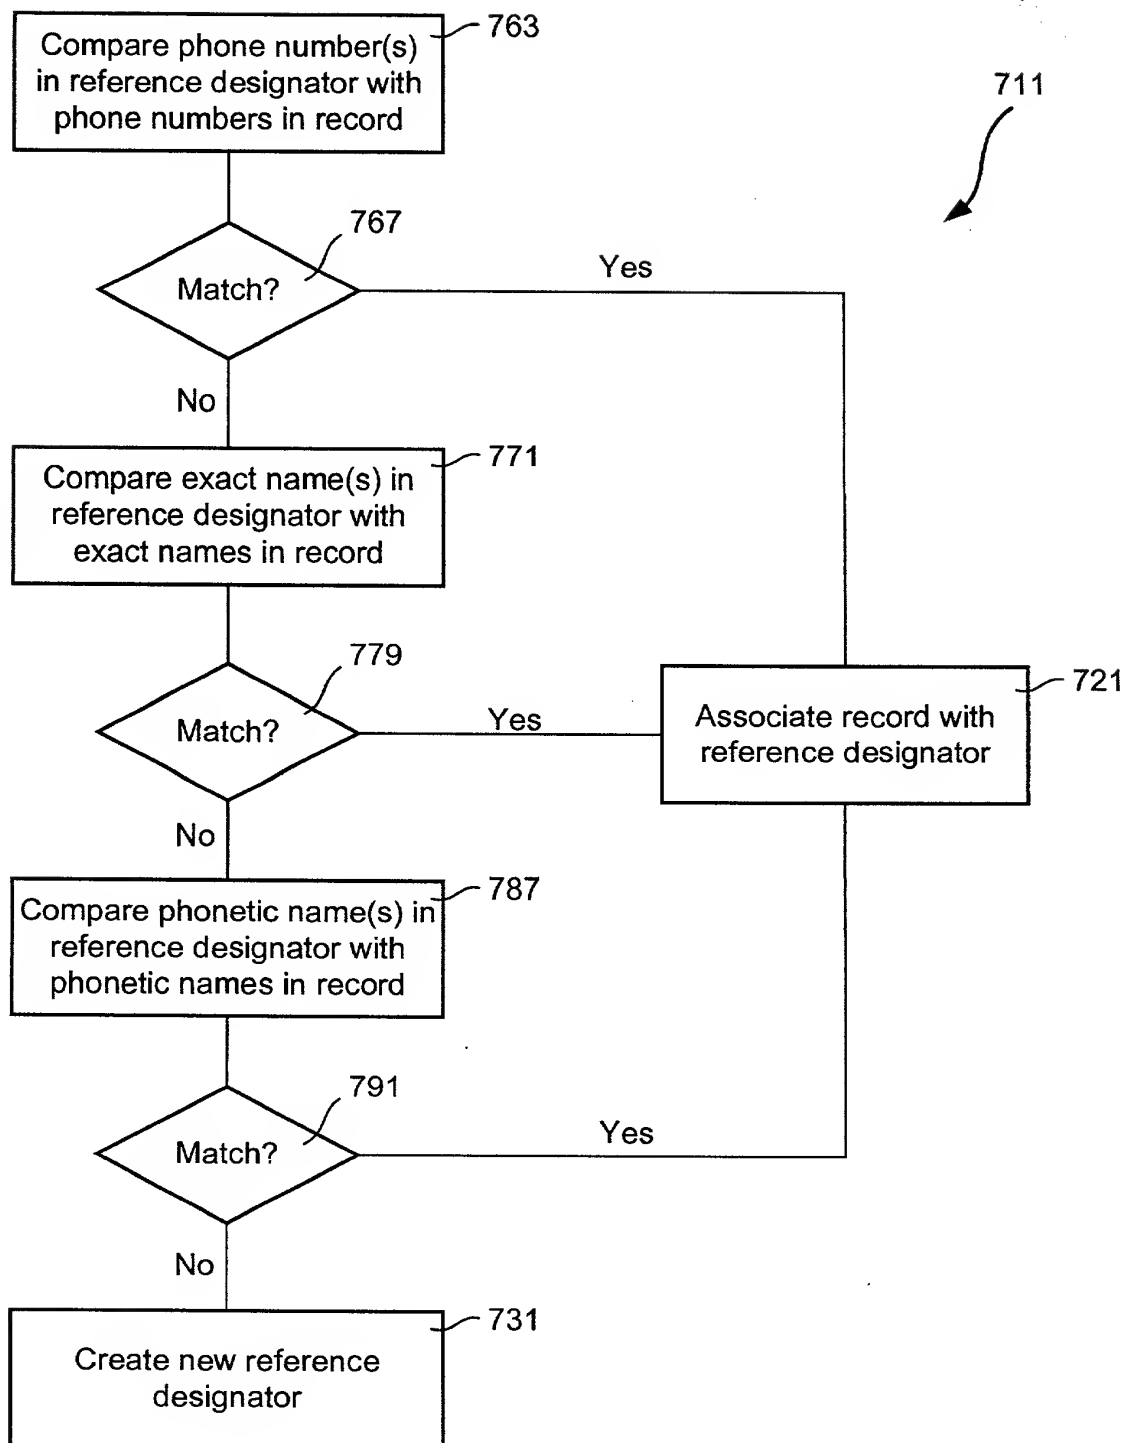 Compare phone number(s)
in reference designator with
phone numbers in record
763
711
Match?
767
Yes
No
Compare exact name(s) in
reference designator with
exact names in record
771
Match?
779
Yes
Associate record with
reference designator
721
No
Compare phonetic name(s) in
reference designator with
phonetic names in record
787
Match?
791
Yes
No
Create new reference
designator
731